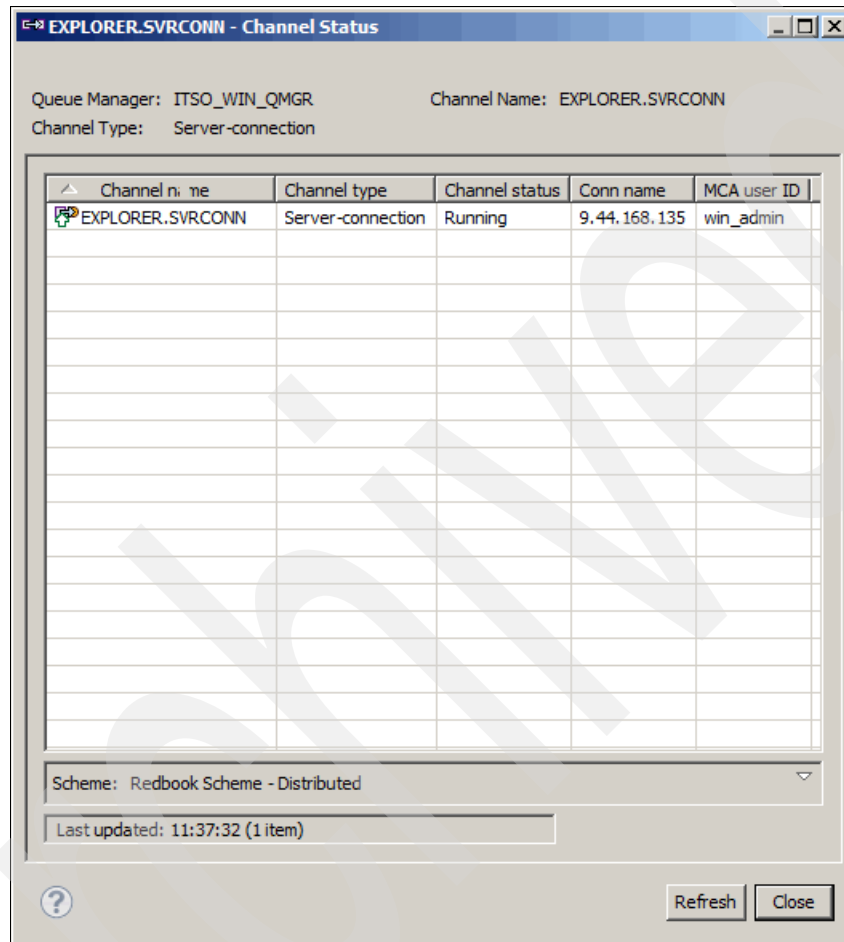 EXPLORER.SVRCONN - Channel Status
Queue Manager: ITSO_WIN_QMGR Channel Name: EXPLORER.SVRCONN
Channel Type: Server-connection
Channel name Channel type Channel status Conn name MCA user ID
EXPLORER.SVRCONN Server-connection Running 9.44.168.135 win_admin
Scheme: Redbook Scheme - Distributed
Last updated: 11:37:32 (1 item)
? Refresh Close